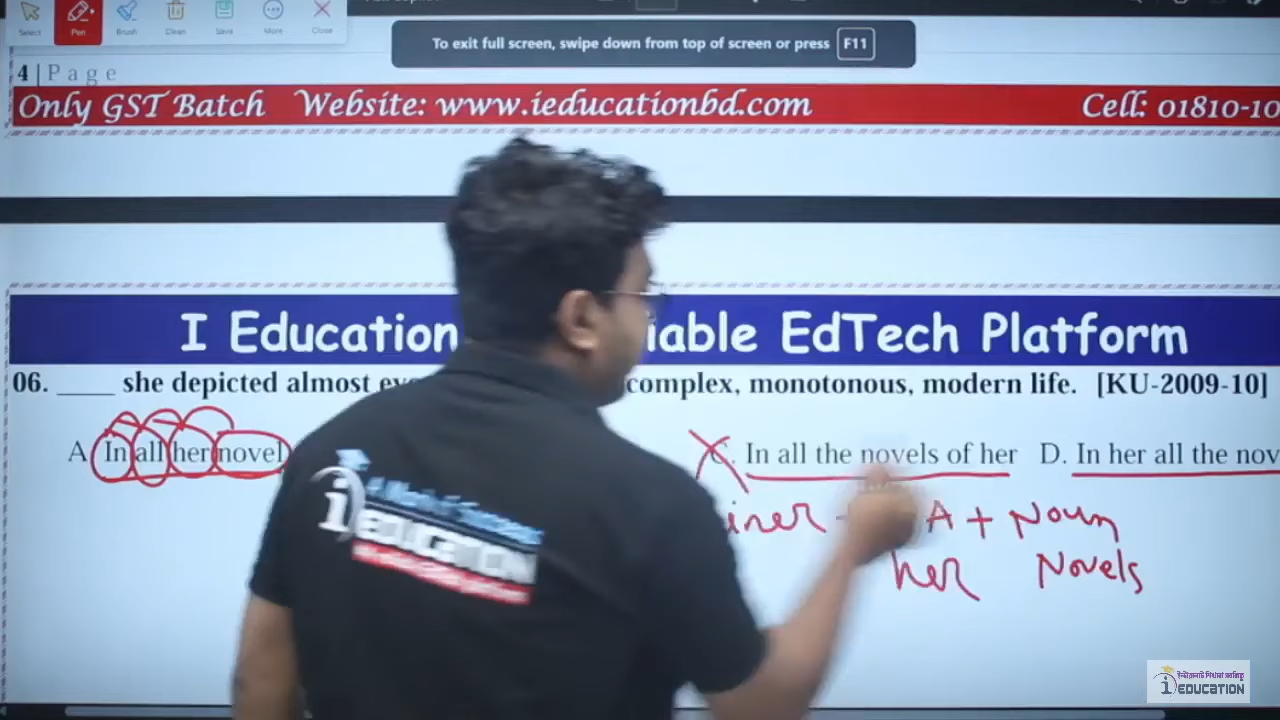 Select Pen Brush Clean Save More Close
To exit full screen, swipe down from top of screen or press F11
4 | P a g e
Only GST Batch Website: www.ieducationbd.com Cell: 01810-10
I Education iable EdTech Platform
06. ____ she depicted almost complex, monotonous, modern life. [KU-2009-10]
A In all her novel C. In all the novels of her D. In her all the nov
A + Noun
her Novels
i EDUCATION
EDUCATION